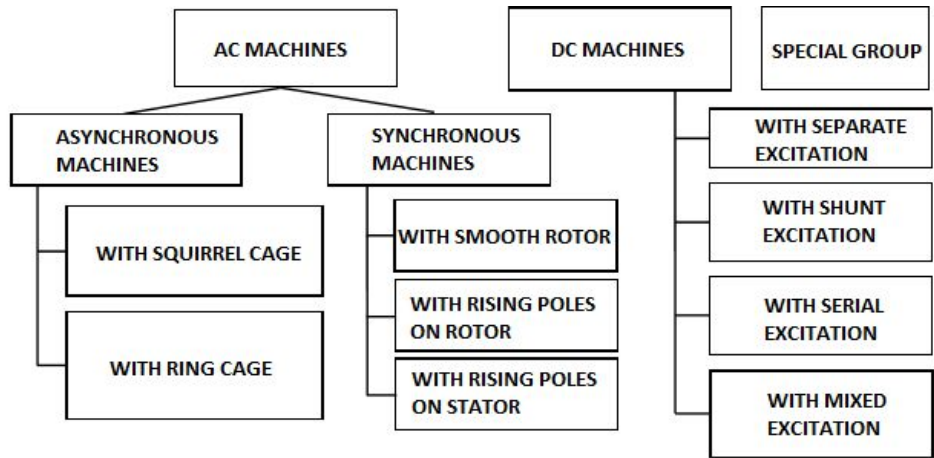 AC MACHINES
DC MACHINES
SPECIAL GROUP
ASYNCHRONOUS
MACHINES
WITH SQUIRREL CAGE
WITH RING CAGE
SYNCHRONOUS
MACHINES
WITH SMOOTH ROTOR
WITH RISING POLES
ON ROTOR
WITH RISING POLES
ON STATOR
WITH SEPARATE
EXCITATION
WITH SHUNT
EXCITATION
WITH SERIAL
EXCITATION
WITH MIXED
EXCITATION